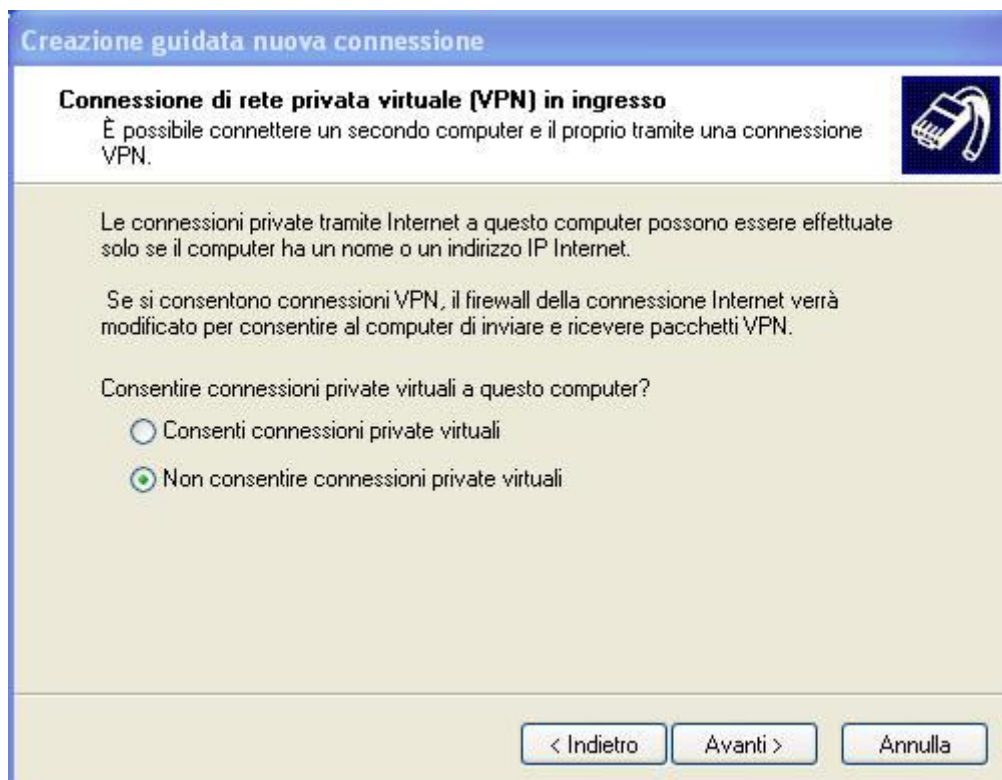 Creazione guidata nuova connessione
Connessione di rete privata virtuale (VPN) in ingresso
È possibile connettere un secondo computer e il proprio tramite una connessione
VPN.
Le connessioni private tramite Internet a questo computer possono essere effettuate
solo se il computer ha un nome o un indirizzo IP Internet.
Se si consentono connessioni VPN, il firewall della connessione Internet verrà
modificato per consentire al computer di inviare e ricevere pacchetti VPN.
Consentire connessioni private virtuali a questo computer?
Consenti connessioni private virtuali
Non consentire connessioni private virtuali
< Indietro
Avanti >
Annulla